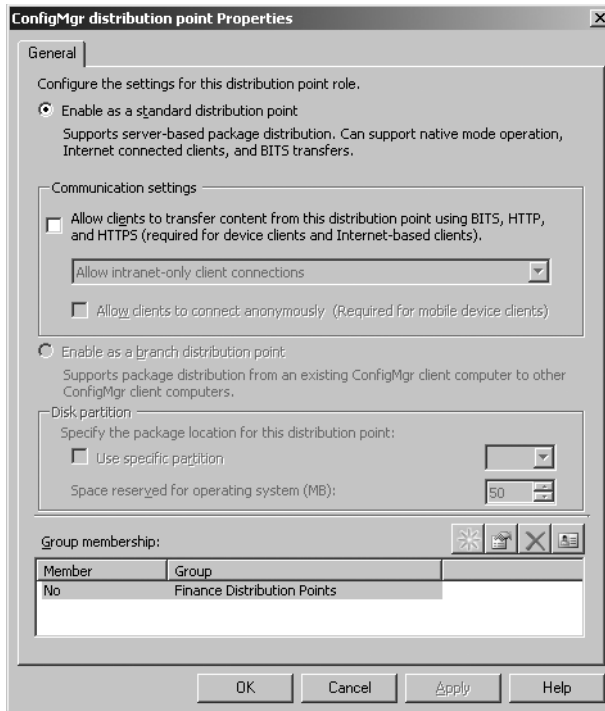 ConfigMgr distribution point Properties
General
Configure the settings for this distribution point role.
Enable as a standard distribution point
Supports server-based package distribution. Can support native mode operation,
Internet connected clients, and BITS transfers.
Communication settings
Allow clients to transfer content from this distribution point using BITS, HTTP,
and HTTPS (required for device clients and Internet-based clients).
Allow intranet-only client connections
Allow clients to connect anonymously (Required for mobile device clients)
Enable as a branch distribution point
Supports package distribution from an existing ConfigMgr client computer to other
ConfigMgr client computers.
Disk partition
Specify the package location for this distribution point:
Use specific partition
Space reserved for operating system (MB): 50
Group membership:
Member Group
No Finance Distribution Points
OK Cancel Apply Help